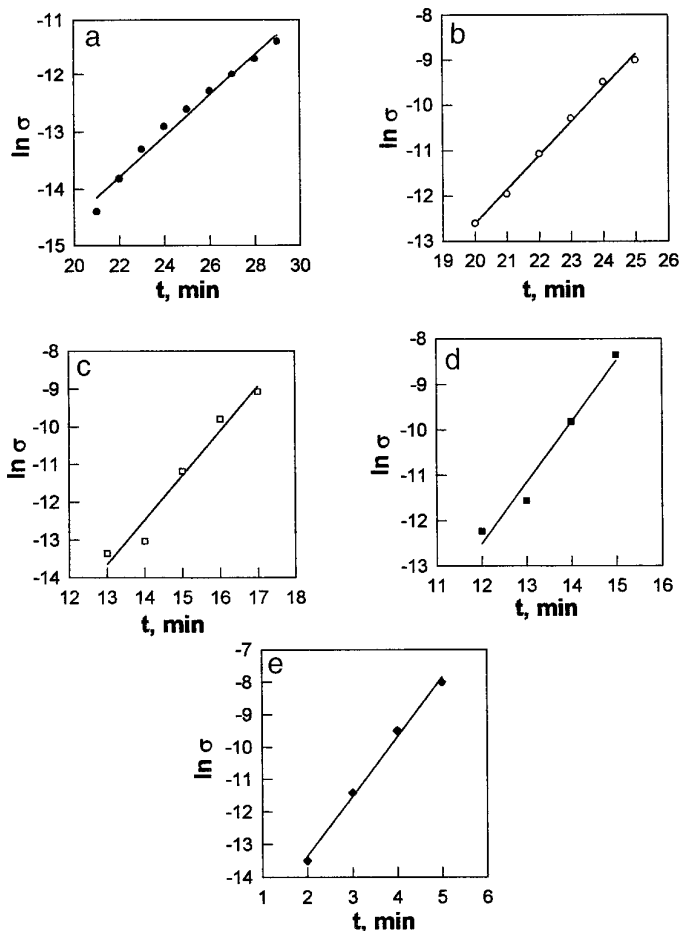 a
-11
-12
-13
-14
-15
ln σ
20 22 24 26 28 30
t, min
b
-8
-9
-10
-11
-12
-13
ln σ
19 20 21 22 23 24 25 26
t, min
c
-8
-9
-10
-11
-12
-13
-14
ln σ
12 13 14 15 16 17 18
t, min
d
-8
-9
-10
-11
-12
-13
ln σ
11 12 13 14 15 16
t, min
e
-7
-8
-9
-10
-11
-12
-13
-14
ln σ
1 2 3 4 5 6
t, min